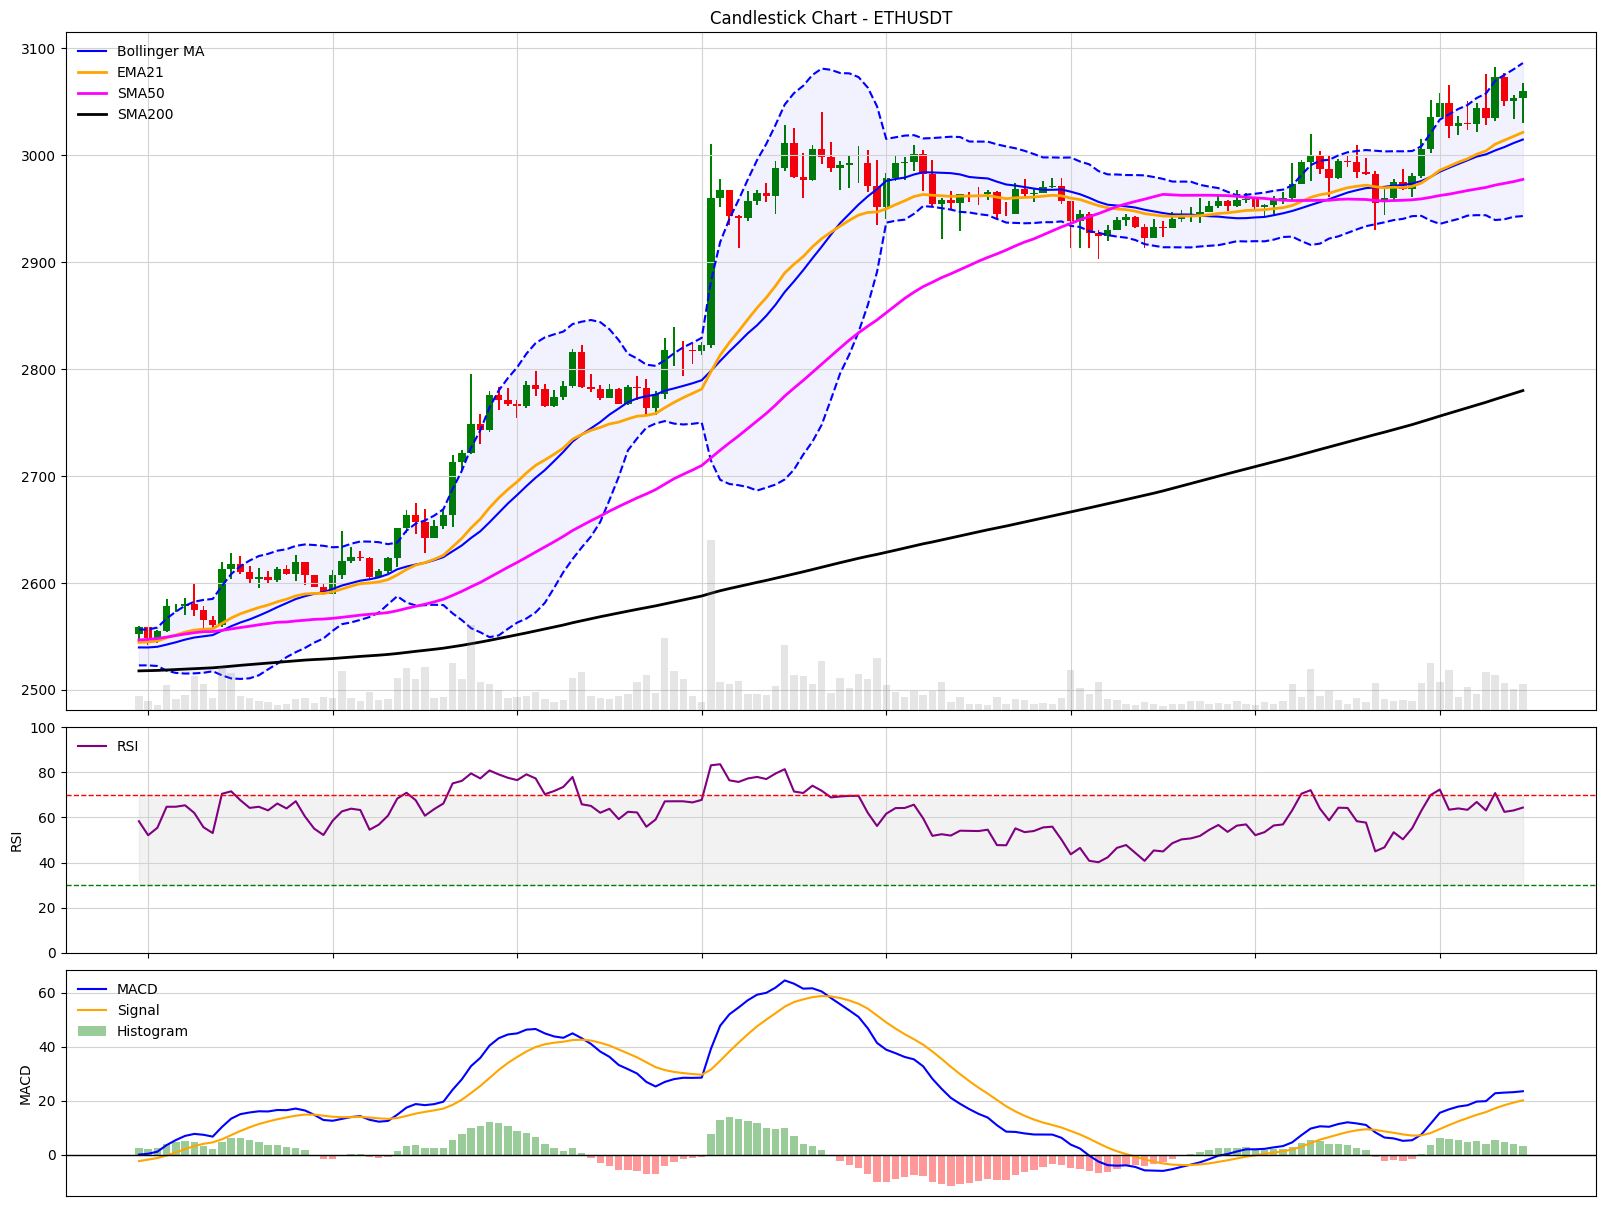 Candlestick Chart - ETHUSDT
Bollinger MA
EMA21
SMA50
SMA200
3100
3000
2900
2800
2700
2600
2500
RSI
100
80
60
40
20
0
RSI
MACD
Signal
Histogram
60
40
20
0
MACD